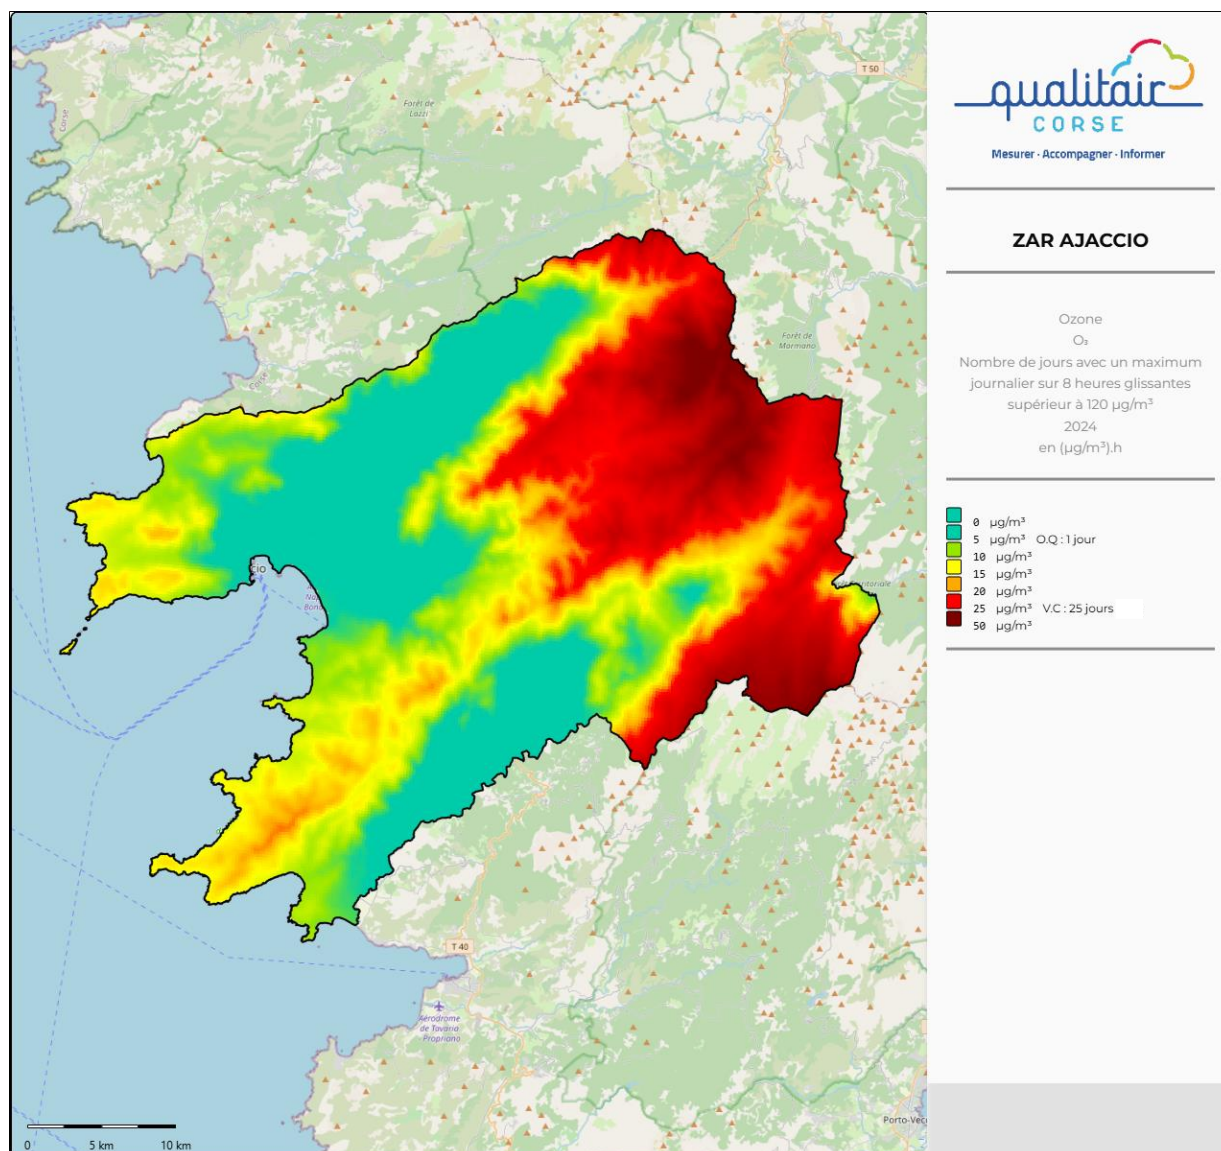 Forêt de
Lozzi
T 50
Corse
Forêt de
Marmano
Corse
cio
T 40
Aérodrome
de Tavaria
- Propriano
Porto-Vec
0 5 km 10 km
qualitair
CORSE
Mesurer · Accompagner · Informer
ZAR AJACCIO
Ozone
O₃
Nombre de jours avec un maximum
journalier sur 8 heures glissantes
supérieur à 120 µg/m³
2024
en (µg/m³).h
0 µg/m³
5 µg/m³ O.Q : 1 jour
10 µg/m³
15 µg/m³
20 µg/m³
25 µg/m³ V.C : 25 jours
50 µg/m³